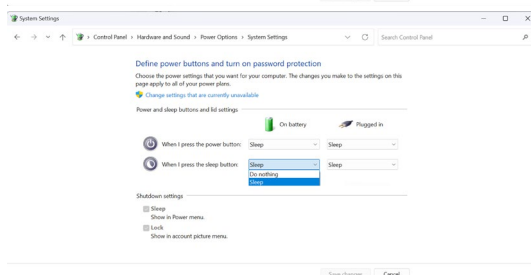 System Settings
Control Panel › Hardware and Sound › Power Options › System Settings
Search Control Panel
Define power buttons and turn on password protection
Choose the power settings that you want for your computer. The changes you make to the settings on this
page apply to all of your power plans.
Change settings that are currently unavailable
Power and sleep buttons and lid settings
On battery
Plugged in
When I press the power button:
Sleep
Sleep
When I press the sleep button:
Sleep
Sleep
Do nothing
Sleep
Shutdown settings
Sleep
Show in Power menu.
Lock
Show in account picture menu.
Save changes
Cancel